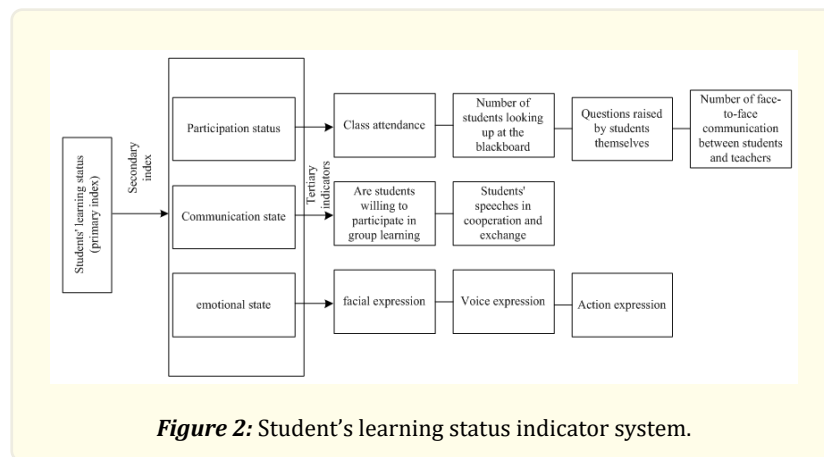 Students' learning status
(primary index)
Secondary
index
Participation status
Communication state
emotional state
Tertiary
indicators
Class attendance
Number of
students looking
up at the
blackboard
Questions raised
by students
themselves
Number of face-
to-face
communication
between students
and teachers
Are students
willing to
participate in
group learning
Students'
speeches in
cooperation and
exchange
facial expression
Voice expression
Action expression
Figure 2: Student's learning status indicator system.